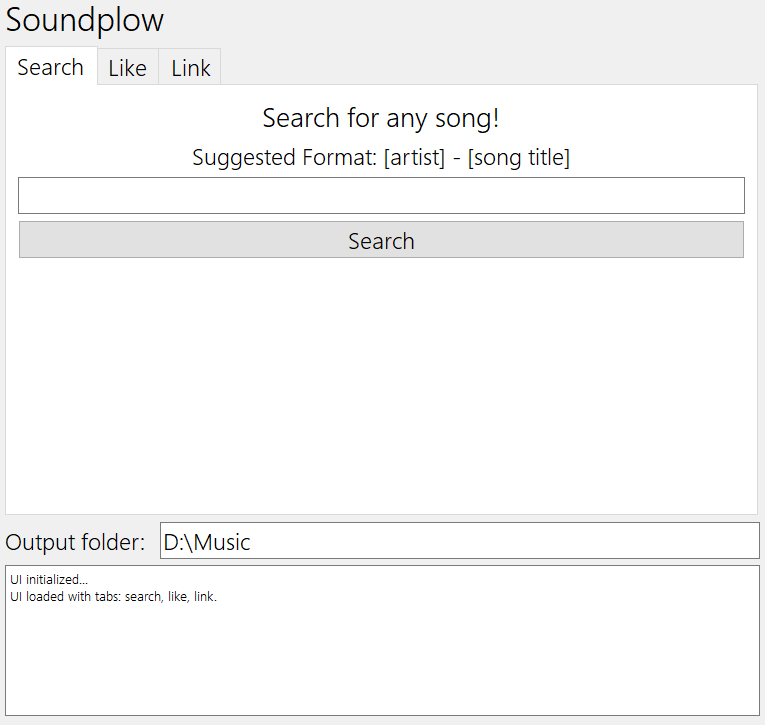 Soundplow
Search Like Link
Search for any song!
Suggested Format: [artist] - [song title]
Search
Output folder: D:\Music
UI initialized...
UI loaded with tabs: search, like, link.